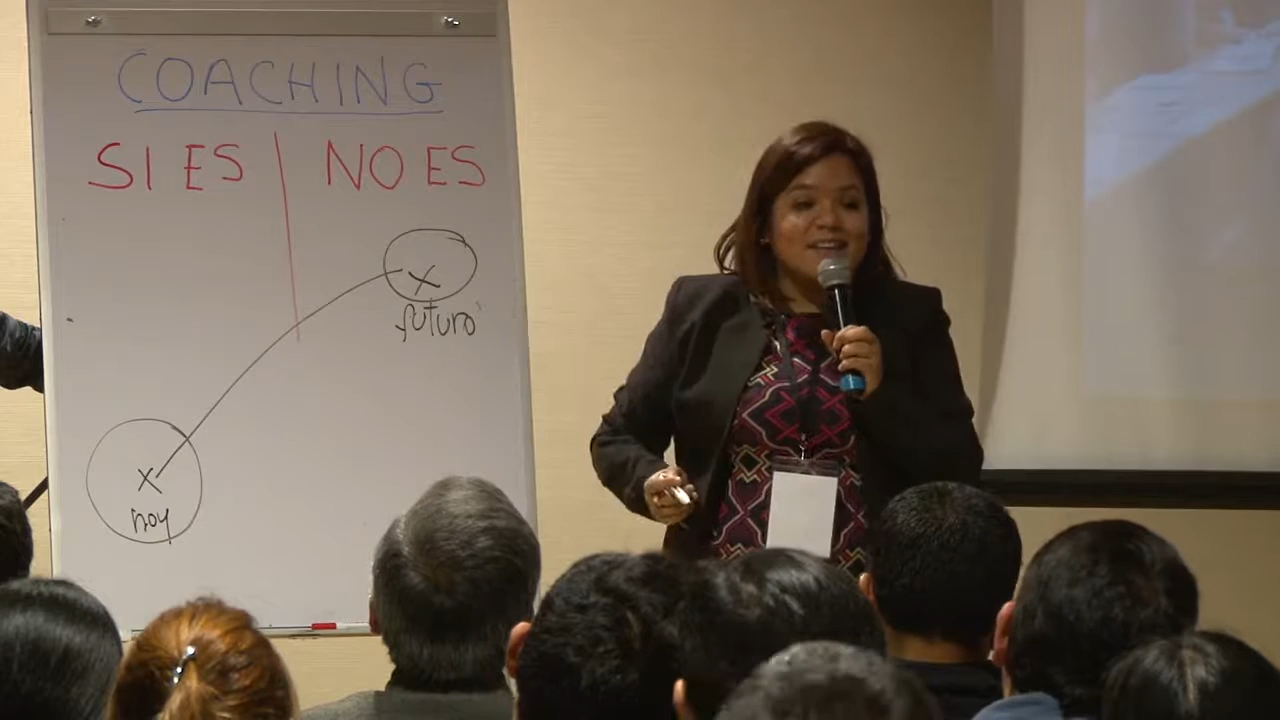 COACHING
SI ES | NO ES
X
futuro
X
hoy